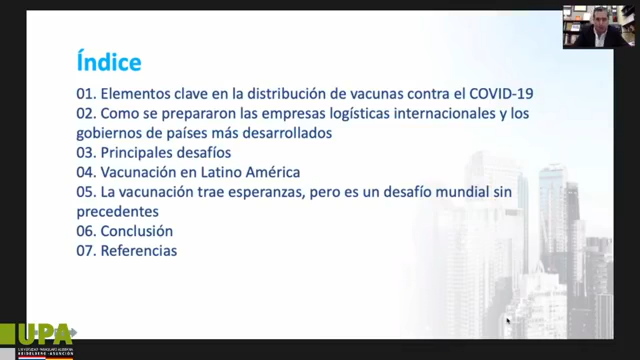 Índice
01. Elementos clave en la distribución de vacunas contra el COVID-19
02. Como se prepararon las empresas logísticas internacionales y los
gobiernos de países más desarrollados
03. Principales desafíos
04. Vacunación en Latino América
05. La vacunación trae esperanzas, pero es un desafío mundial sin
precedentes
06. Conclusión
07. Referencias
UPA
HEIDELBERG - ASUNCIÓN